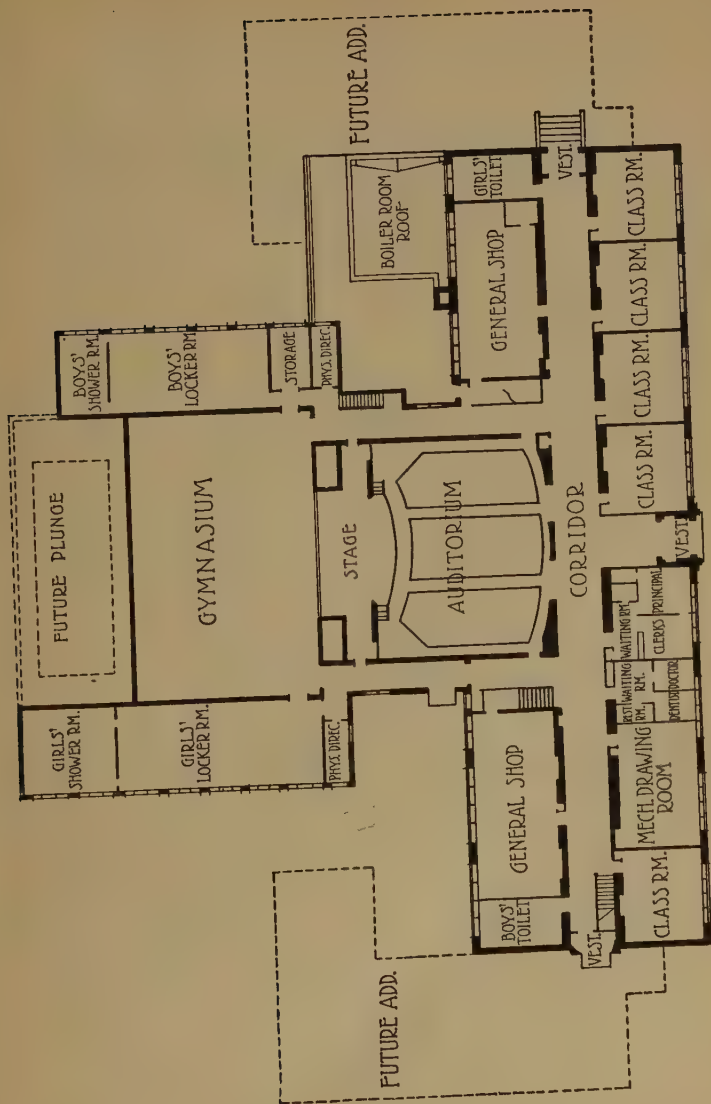 FUTURE ADD.
BOYS'
SHOWER RM.
BOYS'
LOCKER RM.
STORAGE
PHYS. DIREC.
BOILER ROOM
ROOF
GIRLS'
TOILET
GENERAL SHOP
VEST.
FUTURE PLUNGE
GYMNASIUM
STAGE
AUDITORIUM
CORRIDOR
CLASS RM.
CLASS RM.
CLASS RM.
CLASS RM.
VEST.
GIRLS'
SHOWER RM.
GIRLS'
LOCKER RM.
PHYS. DIREC.
WAITING RM.
PRINCIPAL
CLERKS
WAITING
RM.
DOCTOR
REST
RM.
DENTIST
GENERAL SHOP
BOYS'
TOILET
MECH. DRAWING
ROOM
CLASS RM.
VEST.
FUTURE ADD.